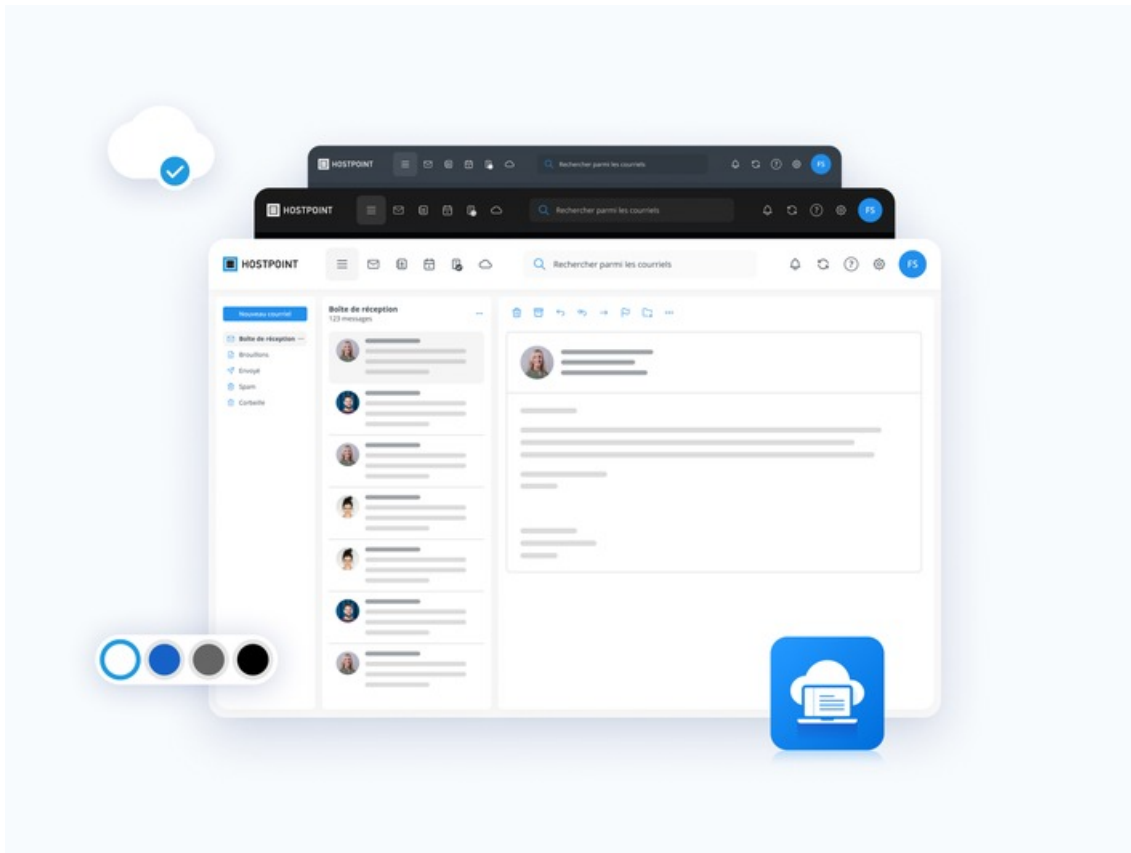 HOSTPOINT
Rechercher parmi les courriels
FS
HOSTPOINT
Rechercher parmi les courriels
FS
HOSTPOINT
Rechercher parmi les courriels
FS
Nouveau courriel
Boîte de réception
Brouillons
Envoyé
Spam
Corbeille
Boîte de réception
123 messages